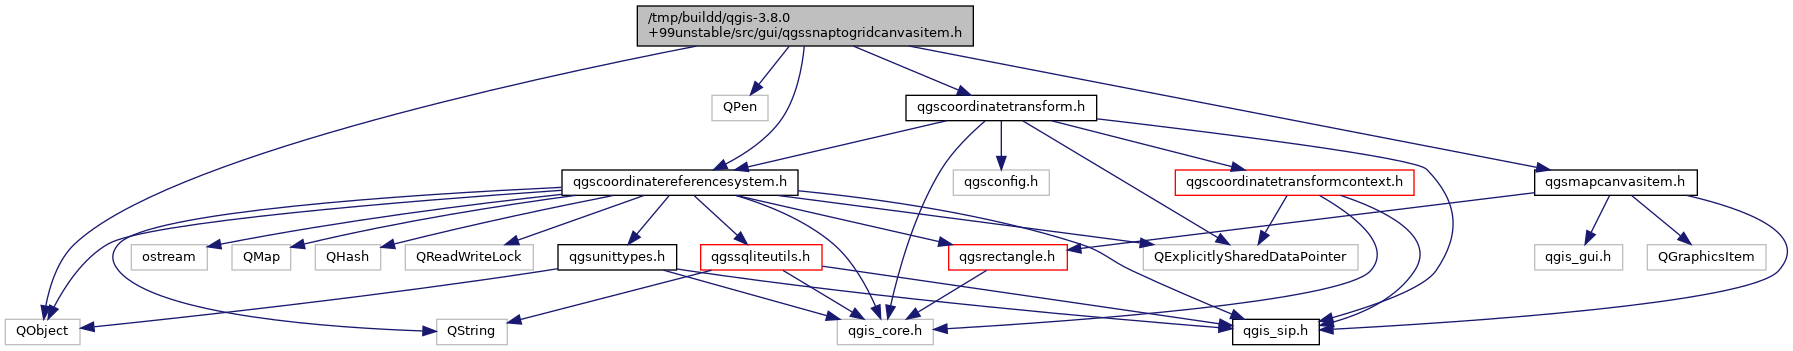 /tmp/buildd/qgis-3.8.0
+99unstable/src/gui/qgssnaptogridcanvasitem.h
QPen
qgscoordinatetransform.h
qgscoordinatereferencesystem.h
qgsconfig.h
qgscoordinatetransformcontext.h
qgsmapcanvasitem.h
ostream
QMap
QHash
QReadWriteLock
qgsunittypes.h
qgssqliteutils.h
qgsrectangle.h
QExplicitlySharedDataPointer
qgis_gui.h
QGraphicsItem
QObject
QString
qgis_core.h
qgis_sip.h